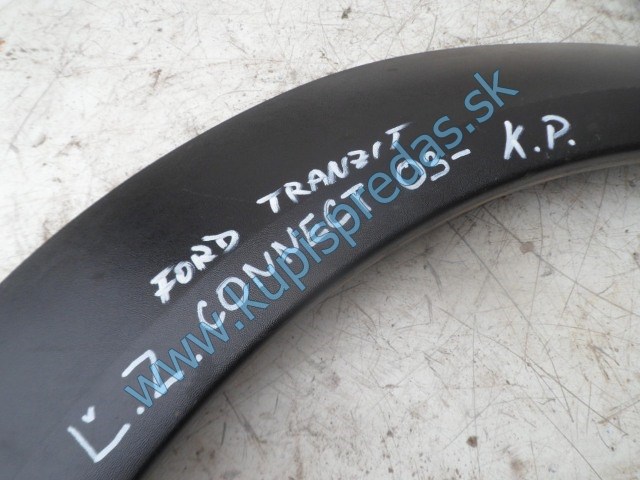 FORD TRANZIT
Ľ.Z. CONNECT 03- K.P.
www.kupispredas.sk